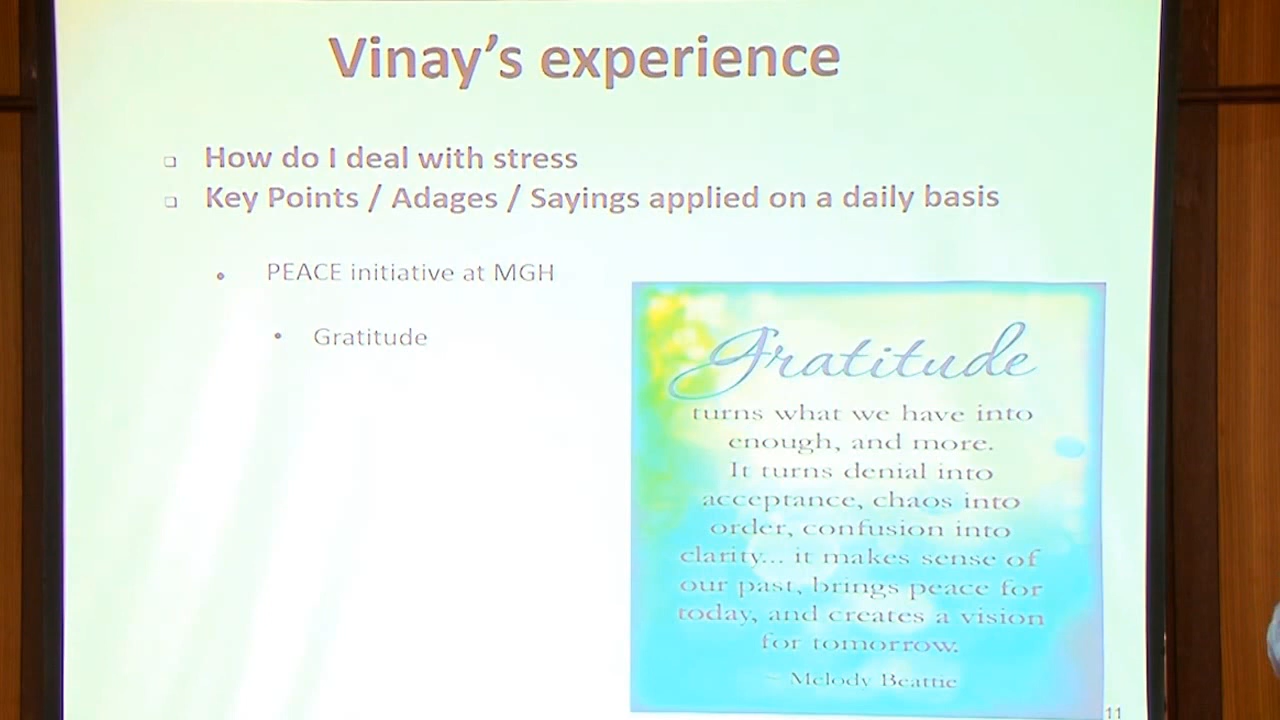 Vinay's experience
❑ How do I deal with stress
❑ Key Points / Adages / Sayings applied on a daily basis
• PEACE initiative at MGH
• Gratitude
Gratitude
turns what we have into
enough, and more.
It turns denial into
acceptance, chaos into
order, confusion into
clarity... it makes sense of
our past, brings peace for
today, and creates a vision
for tomorrow.
~ Melody Beattie
11